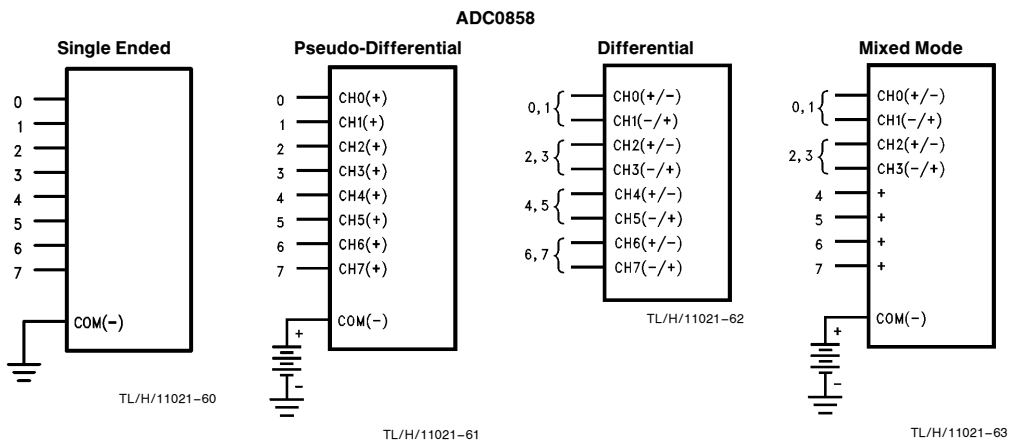 ADC0858
Single Ended
0
1
2
3
4
5
6
7
COM(-)
TL/H/11021-60
Pseudo-Differential
0 CH0(+)
1 CH1(+)
2 CH2(+)
3 CH3(+)
4 CH4(+)
5 CH5(+)
6 CH6(+)
7 CH7(+)
COM(-)
+
-
TL/H/11021-61
Differential
0, 1
CH0(+/-)
CH1(-/+)
2, 3
CH2(+/-)
CH3(-/+)
4, 5
CH4(+/-)
CH5(-/+)
6, 7
CH6(+/-)
CH7(-/+)
TL/H/11021-62
Mixed Mode
0, 1
CH0(+/-)
CH1(-/+)
2, 3
CH2(+/-)
CH3(-/+)
4 +
5 +
6 +
7 +
COM(-)
+
-
TL/H/11021-63